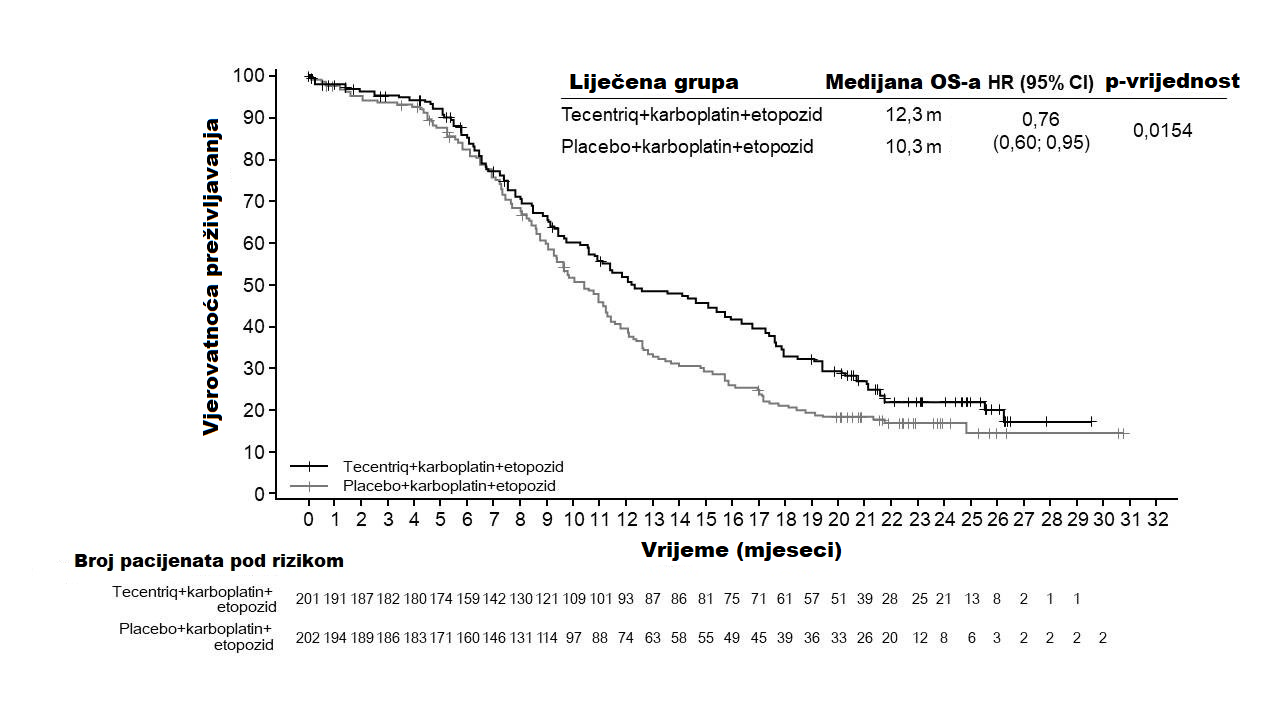 Liječena grupa Medijana OS-a HR (95% CI) p-vrijednost
Tecentriq+karboplatin+etopozid 12,3 m 0,76
Placebo+karboplatin+etopozid 10,3 m (0,60; 0,95) 0,0154
Vjerovatnoća preživljavanja
100
90
80
70
60
50
40
30
20
10
0
Tecentriq+karboplatin+etopozid
Placebo+karboplatin+etopozid
0 1 2 3 4 5 6 7 8 9 10 11 12 13 14 15 16 17 18 19 20 21 22 23 24 25 26 27 28 29 30 31 32
Vrijeme (mjeseci)
Broj pacijenata pod rizikom
Tecentriq+karboplatin+
etopozid 201 191 187 182 180 174 159 142 130 121 109 101 93 87 86 81 75 71 61 57 51 39 28 25 21 13 8 2 1 1
Placebo+karboplatin+
etopozid 202 194 189 186 183 171 160 146 131 114 97 88 74 63 58 55 49 45 39 36 33 26 20 12 8 6 3 2 2 2 2